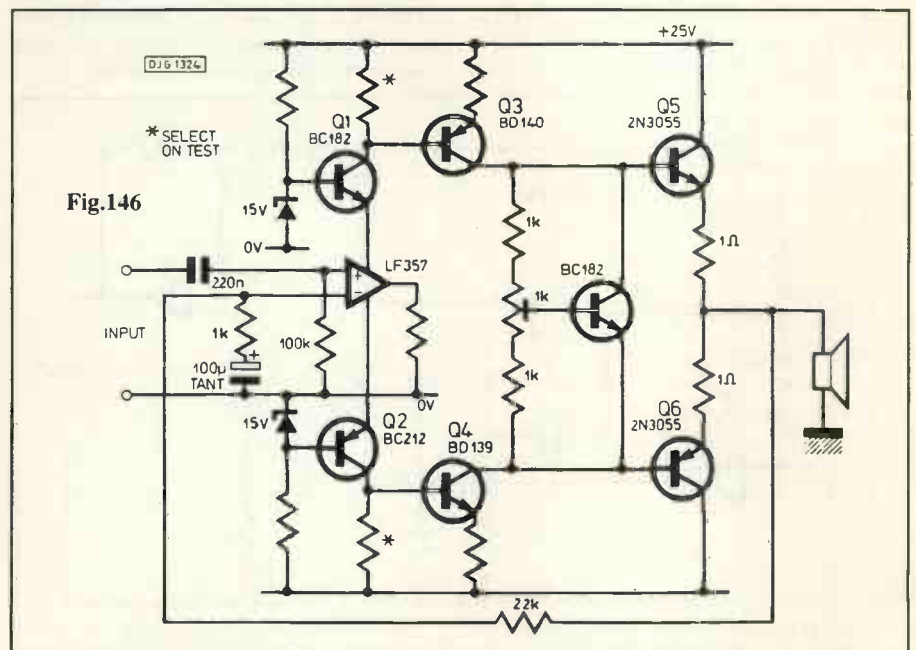 DJG 1324
+25V
*
* SELECT
ON TEST
Q1
BC182
Q3
BD140
Q5
2N3055
Fig.146
15V
0V
1k
1Ω
LF357
220n
+
-
BC182
1k
INPUT
1k
100k
100µ
TANT
+
1k
1Ω
0V
15V
Q2
BC212
Q4
BD139
Q6
2N3055
*
22k